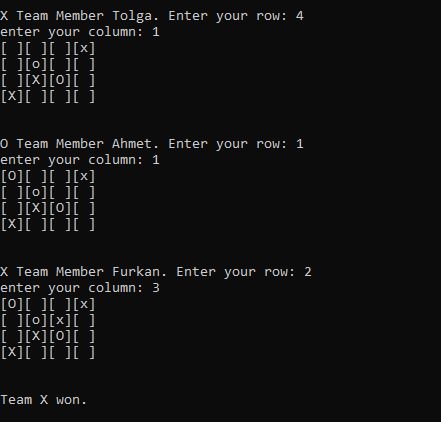 X Team Member Tolga. Enter your row: 4
enter your column: 1
[ ][ ][ ][x]
[ ][o][ ][ ]
[ ][X][O][ ]
[X][ ][ ][ ]
O Team Member Ahmet. Enter your row: 1
enter your column: 1
[O][ ][ ][x]
[ ][o][ ][ ]
[ ][X][O][ ]
[X][ ][ ][ ]
X Team Member Furkan. Enter your row: 2
enter your column: 3
[O][ ][ ][x]
[ ][o][x][ ]
[ ][X][O][ ]
[X][ ][ ][ ]
Team X won.